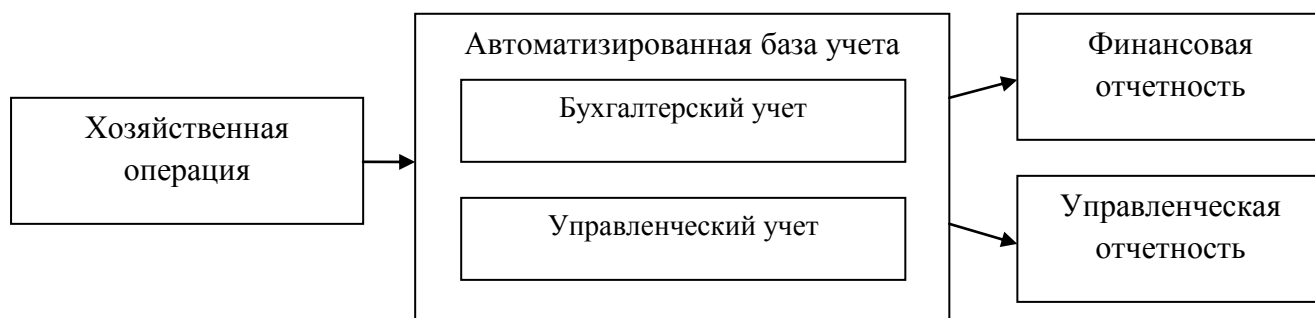 Хозяйственная
операция
Автоматизированная база учета
Бухгалтерский учет
Управленческий учет
Финансовая
отчетность
Управленческая
отчетность